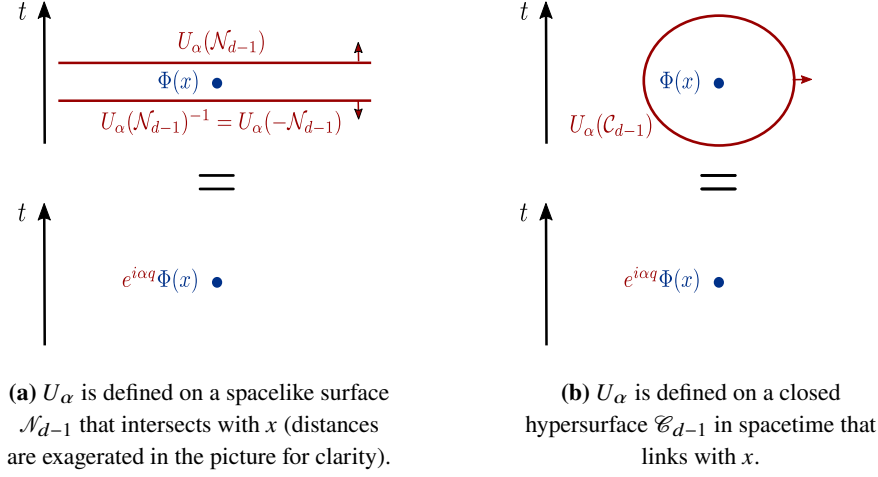 t
U_α(𝒩_{d−1})
Φ(x)
U_α(𝒩_{d−1})^{−1} = U_α(−𝒩_{d−1})
=
t
e^{iαq}Φ(x)
(a) U_α is defined on a spacelike surface
𝒩_{d−1} that intersects with x (distances
are exagerated in the picture for clarity).
t
Φ(x)
U_α(𝒞_{d−1})
=
t
e^{iαq}Φ(x)
(b) U_α is defined on a closed
hypersurface 𝒞_{d−1} in spacetime that
links with x.